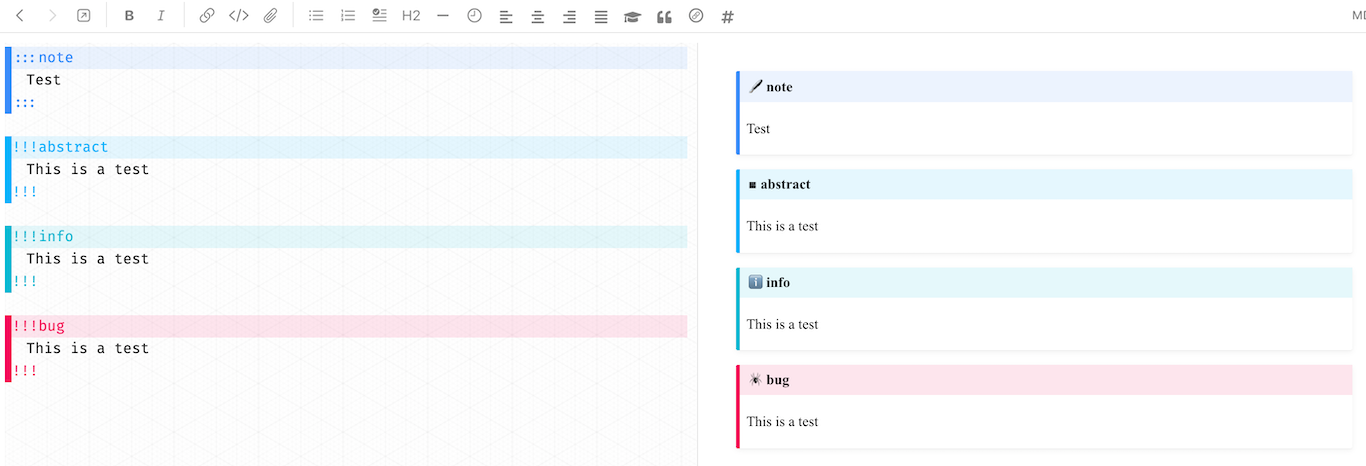 B I </> H2 #
MD
:::note
Test
:::
!!!abstract
This is a test
!!!
!!!info
This is a test
!!!
!!!bug
This is a test
!!!
note
Test
abstract
This is a test
info
This is a test
bug
This is a test